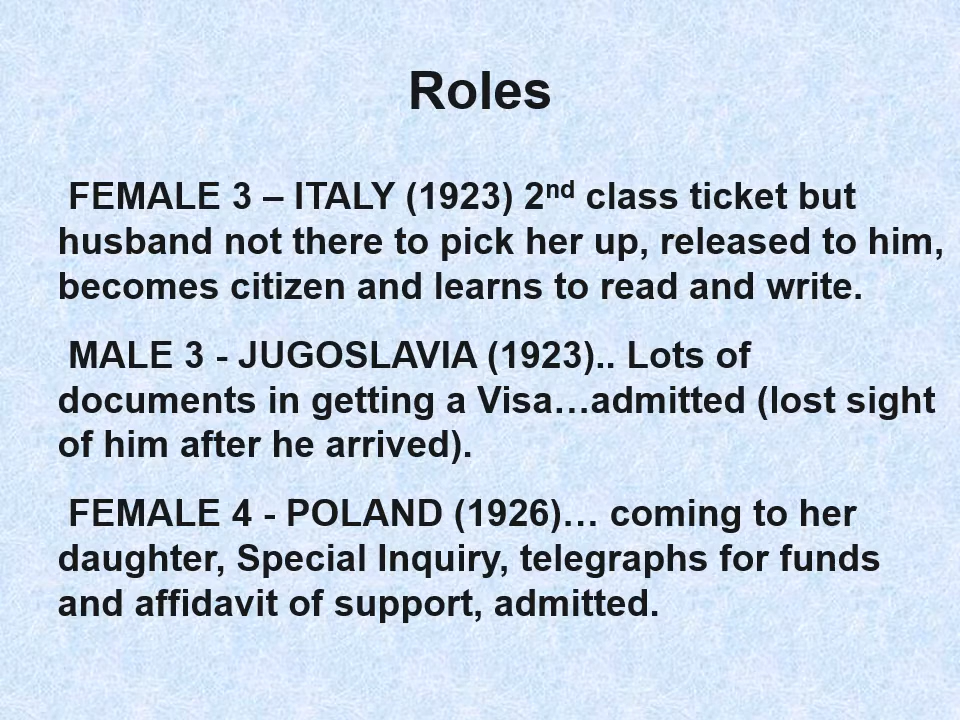 Roles
FEMALE 3 – ITALY (1923) 2nd class ticket but
husband not there to pick her up, released to him,
becomes citizen and learns to read and write.
MALE 3 - JUGOSLAVIA (1923).. Lots of
documents in getting a Visa…admitted (lost sight
of him after he arrived).
FEMALE 4 - POLAND (1926)… coming to her
daughter, Special Inquiry, telegraphs for funds
and affidavit of support, admitted.